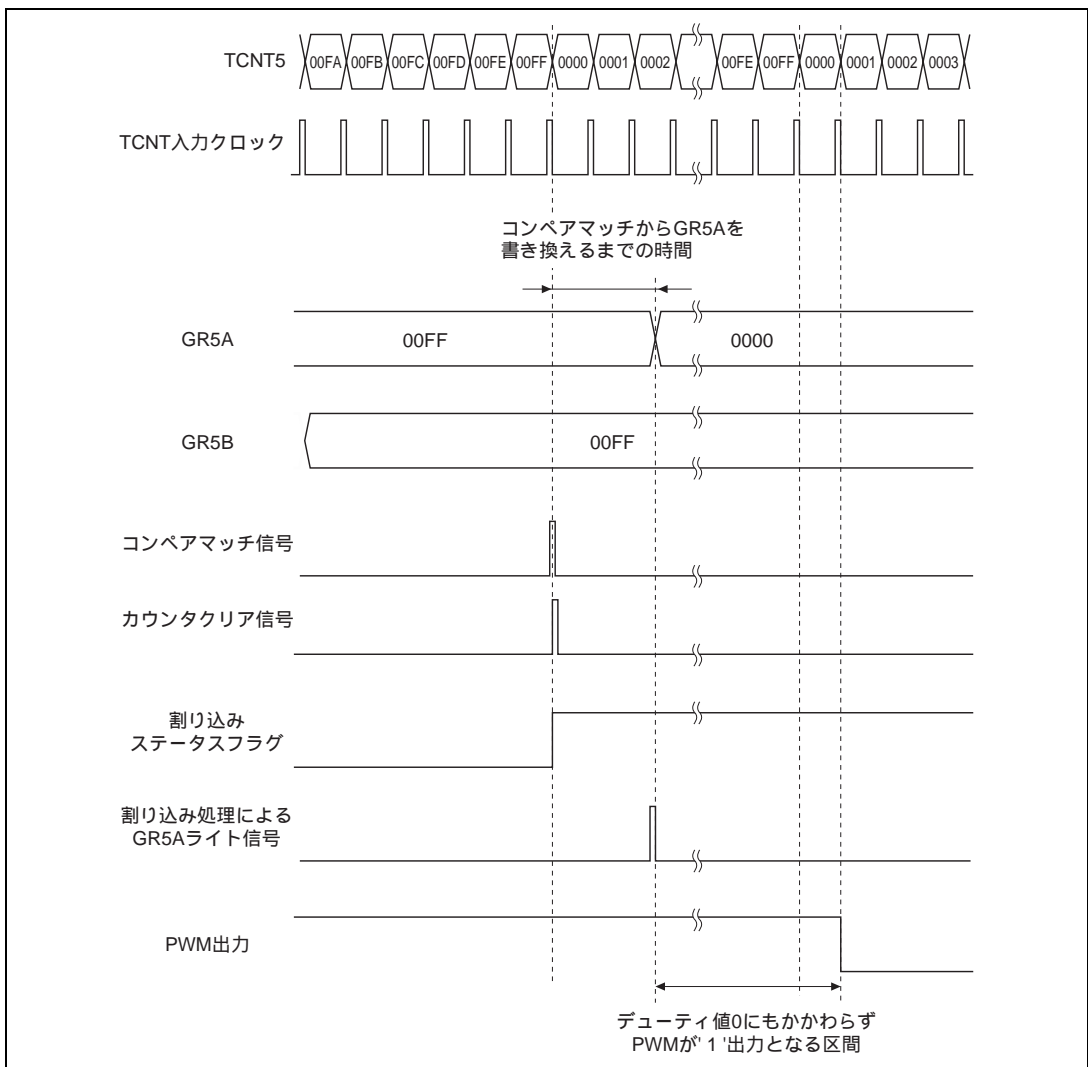 TCNT5
00FA 00FB 00FC 00FD 00FE 00FF 0000 0001 0002 00FE 00FF 0000 0001 0002 0003
TCNT入力クロック
コンペアマッチからGR5Aを
書き換えるまでの時間
GR5A
00FF
0000
GR5B
00FF
コンペアマッチ信号
カウンタクリア信号
割り込み
ステータスフラグ
割り込み処理による
GR5Aライト信号
PWM出力
デューティ値0にもかかわらず
PWMが' 1 '出力となる区間